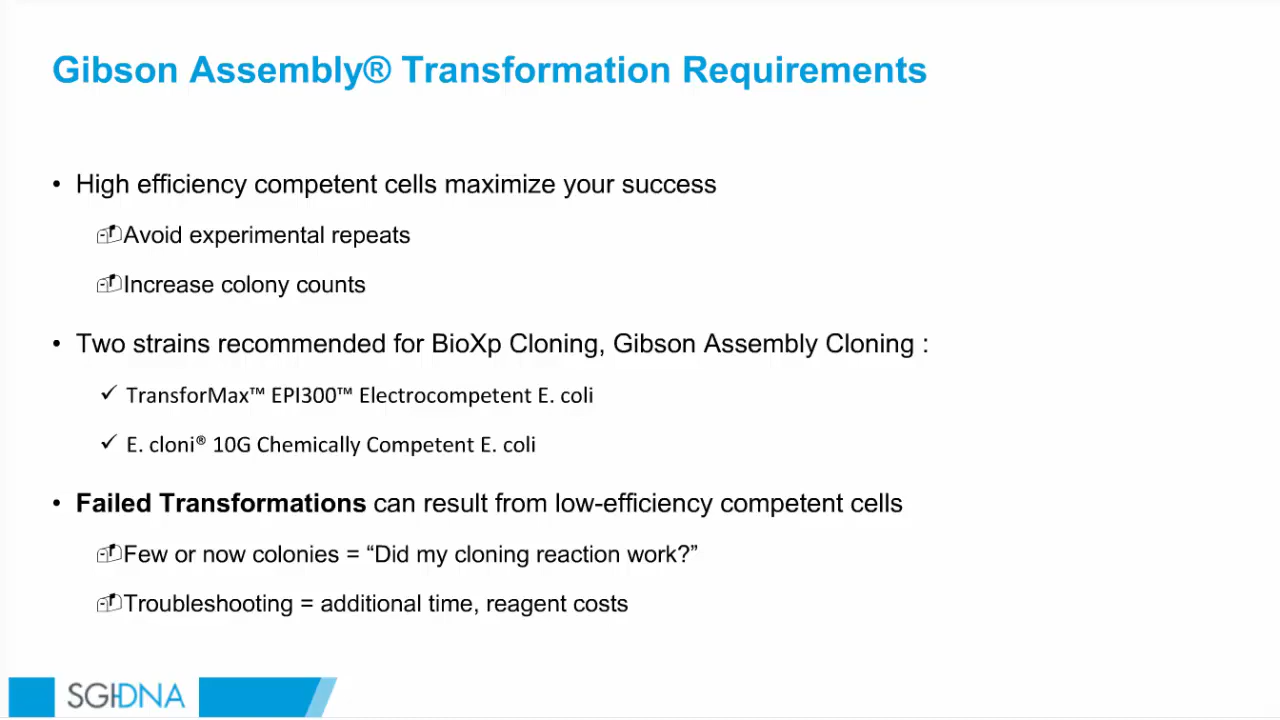 Gibson Assembly® Transformation Requirements
• High efficiency competent cells maximize your success
Avoid experimental repeats
Increase colony counts
• Two strains recommended for BioXp Cloning, Gibson Assembly Cloning :
✓ TransforMax™ EPI300™ Electrocompetent E. coli
✓ E. cloni® 10G Chemically Competent E. coli
• Failed Transformations can result from low-efficiency competent cells
Few or now colonies = “Did my cloning reaction work?”
Troubleshooting = additional time, reagent costs
SGI-DNA